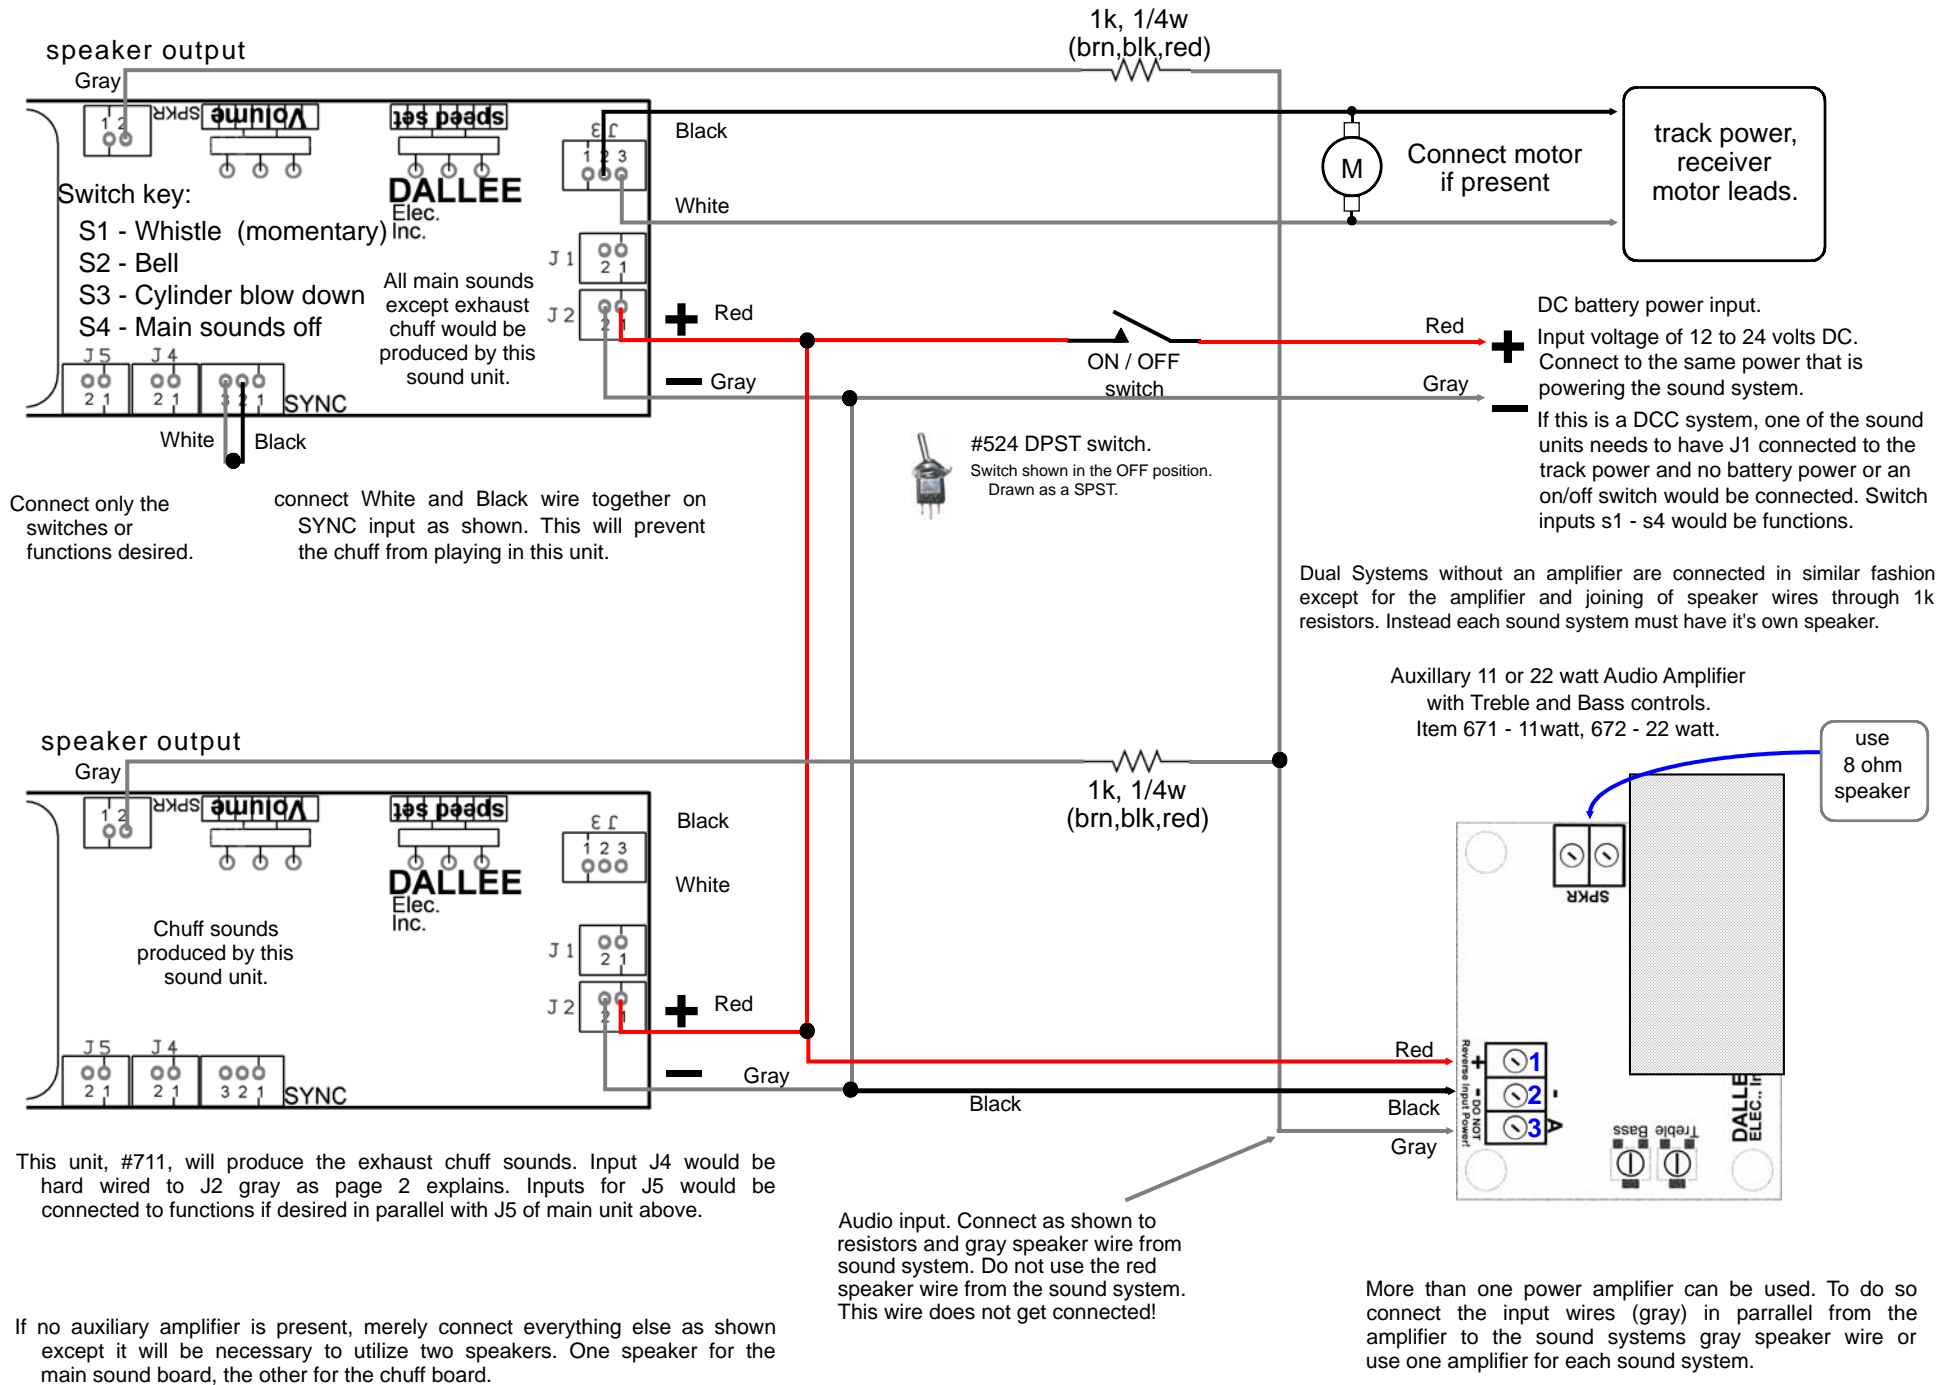 1k, 1/4w
(brn,blk,red)
speaker output
Gray
1 2
SPKR
Volume
speed set
J3
1 2 3
Black
White
DALLEE
Elec.
Inc.
Switch key:
S1 - Whistle (momentary)
S2 - Bell
S3 - Cylinder blow down
S4 - Main sounds off
All main sounds
except exhaust
chuff would be
produced by this
sound unit.
J1
2 1
J2
2 1
+ Red
− Gray
J5
2 1
J4
2 1
3 2 1
SYNC
White
Black
M
Connect motor
if present
track power,
receiver
motor leads.
ON / OFF
switch
Red +
Gray −
DC battery power input.
Input voltage of 12 to 24 volts DC.
Connect to the same power that is
powering the sound system.
If this is a DCC system, one of the sound
units needs to have J1 connected to the
track power and no battery power or an
on/off switch would be connected. Switch
inputs s1 - s4 would be functions.
#524 DPST switch.
Switch shown in the OFF position.
Drawn as a SPST.
Connect only the
switches or
functions desired.
connect White and Black wire together on
SYNC input as shown. This will prevent
the chuff from playing in this unit.
Dual Systems without an amplifier are connected in similar fashion
except for the amplifier and joining of speaker wires through 1k
resistors. Instead each sound system must have it's own speaker.
Auxillary 11 or 22 watt Audio Amplifier
with Treble and Bass controls.
Item 671 - 11watt, 672 - 22 watt.
use
8 ohm
speaker
speaker output
Gray
1 2
SPKR
Volume
speed set
J3
1 2 3
Black
White
1k, 1/4w
(brn,blk,red)
DALLEE
Elec.
Inc.
Chuff sounds
produced by this
sound unit.
J1
2 1
J2
2 1
+ Red
− Gray
J5
2 1
J4
2 1
3 2 1
SYNC
Black
SPKR
Red
Black
Gray
Reverse Input Power!
DO NOT
+
-
1
2
3
-
A
Bass
Treble
DALLE
ELEC.. In
This unit, #711, will produce the exhaust chuff sounds. Input J4 would be
hard wired to J2 gray as page 2 explains. Inputs for J5 would be
connected to functions if desired in parallel with J5 of main unit above.
Audio input. Connect as shown to
resistors and gray speaker wire from
sound system. Do not use the red
speaker wire from the sound system.
This wire does not get connected!
If no auxiliary amplifier is present, merely connect everything else as shown
except it will be necessary to utilize two speakers. One speaker for the
main sound board, the other for the chuff board.
More than one power amplifier can be used. To do so
connect the input wires (gray) in parrallel from the
amplifier to the sound systems gray speaker wire or
use one amplifier for each sound system.